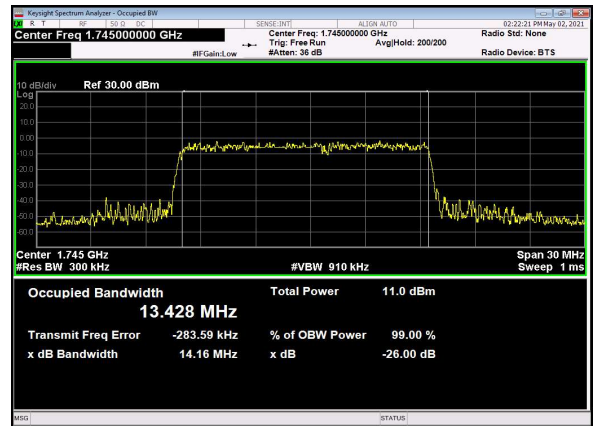 Keysight Spectrum Analyzer - Occupied BW
R T RF 50 Ω DC SENSE:INT ALIGN AUTO 02:22:21 PM May 02, 2021
Center Freq 1.745000000 GHz Center Freq: 1.745000000 GHz Radio Std: None
Trig: Free Run Avg|Hold: 200/200
#IFGain:Low #Atten: 36 dB Radio Device: BTS
10 dB/div Ref 30.00 dBm
Log
20.0
10.0
0.00
-10.0
-20.0
-30.0
-40.0
-50.0
-60.0
Center 1.745 GHz Span 30 MHz
#Res BW 300 kHz #VBW 910 kHz Sweep 1 ms
Occupied Bandwidth Total Power 11.0 dBm
13.428 MHz
Transmit Freq Error -283.59 kHz % of OBW Power 99.00 %
x dB Bandwidth 14.16 MHz x dB -26.00 dB
MSG STATUS